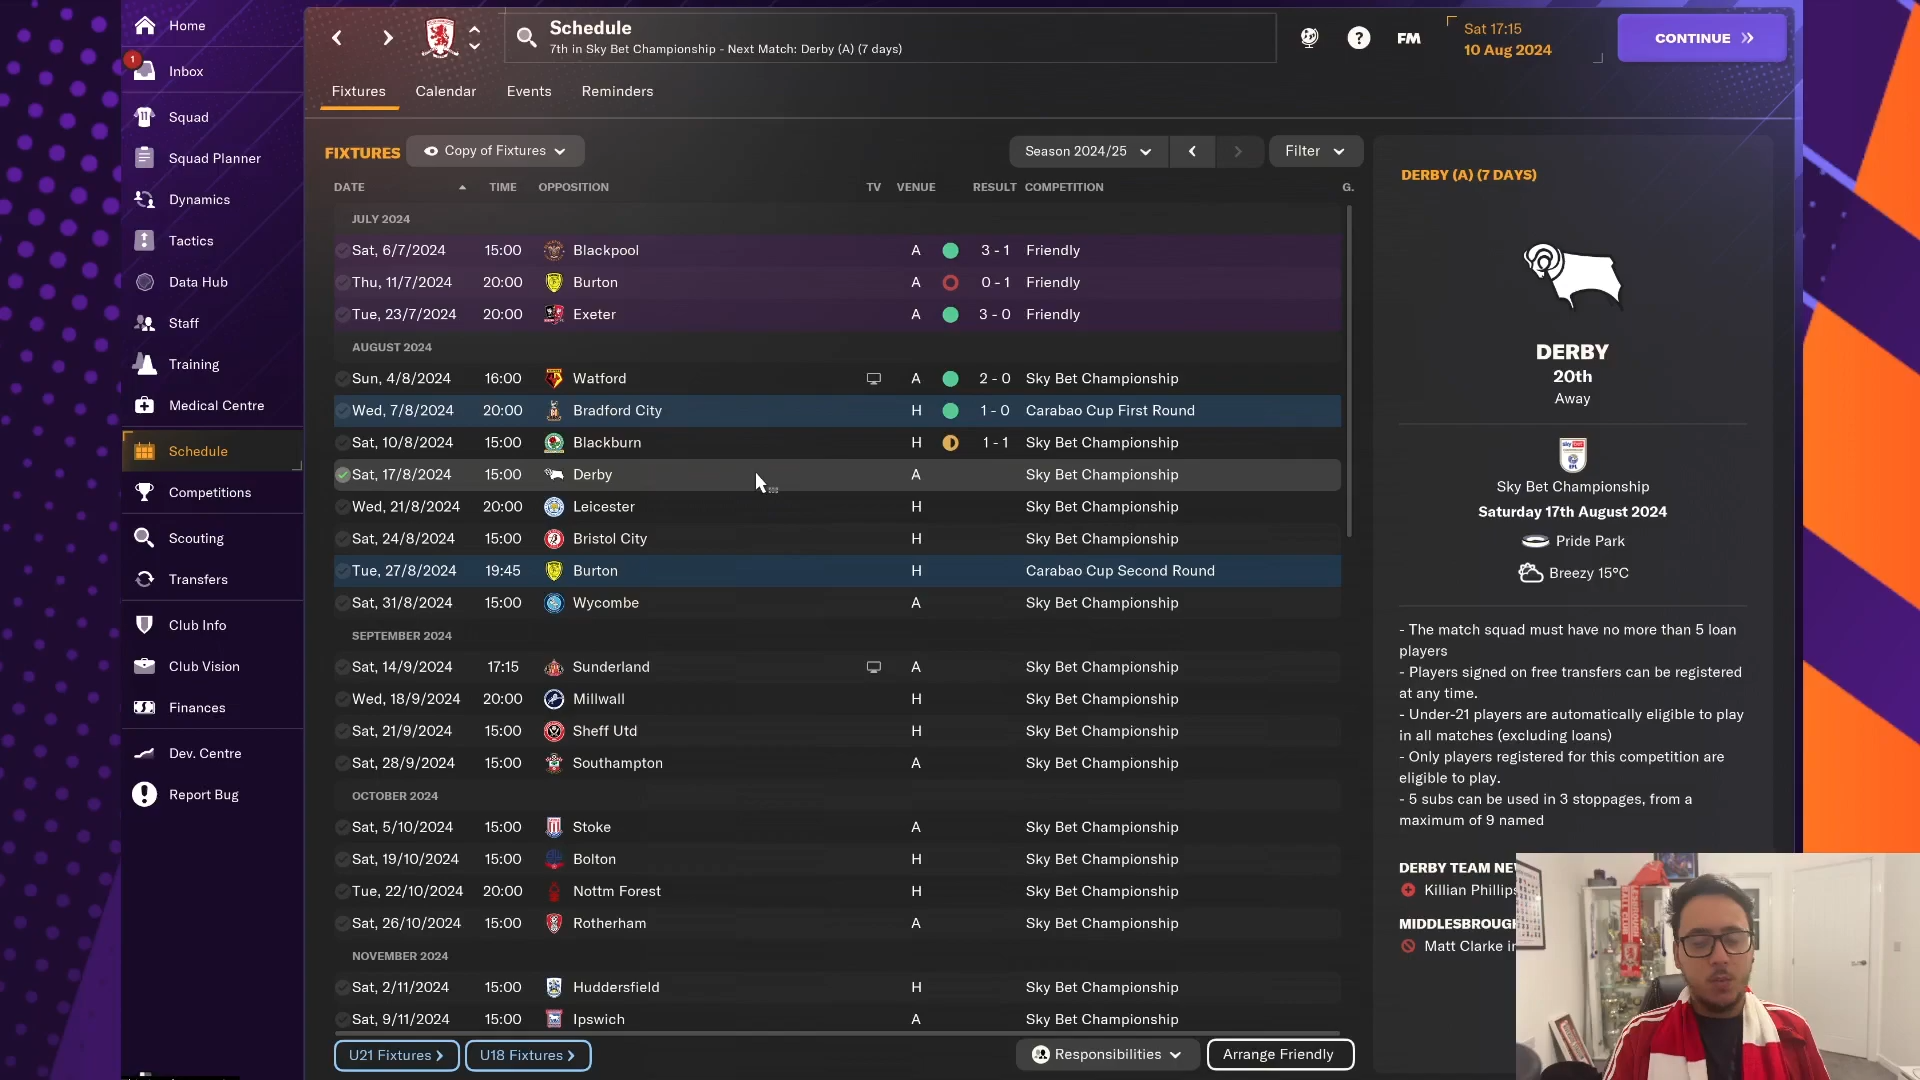 Home
1
Inbox
Squad
Squad Planner
Dynamics
Tactics
Data Hub
Staff
Training
Medical Centre
Schedule
Competitions
Scouting
Transfers
Club Info
Club Vision
Finances
Dev. Centre
Report Bug
Schedule
7th in Sky Bet Championship - Next Match: Derby (A) (7 days)
?
FM
Sat 17:15
10 Aug 2024
CONTINUE
Fixtures Calendar Events Reminders
FIXTURES Copy of Fixtures Season 2024/25 Filter
DATE TIME OPPOSITION TV VENUE RESULT COMPETITION G.
JULY 2024
Sat, 6/7/2024 15:00 Blackpool A 3 - 1 Friendly
Thu, 11/7/2024 20:00 Burton A 0 - 1 Friendly
Tue, 23/7/2024 20:00 Exeter A 3 - 0 Friendly
AUGUST 2024
Sun, 4/8/2024 16:00 Watford A 2 - 0 Sky Bet Championship
Wed, 7/8/2024 20:00 Bradford City H 1 - 0 Carabao Cup First Round
Sat, 10/8/2024 15:00 Blackburn H 1 - 1 Sky Bet Championship
Sat, 17/8/2024 15:00 Derby A Sky Bet Championship
Wed, 21/8/2024 20:00 Leicester H Sky Bet Championship
Sat, 24/8/2024 15:00 Bristol City H Sky Bet Championship
Tue, 27/8/2024 19:45 Burton H Carabao Cup Second Round
Sat, 31/8/2024 15:00 Wycombe A Sky Bet Championship
SEPTEMBER 2024
Sat, 14/9/2024 17:15 Sunderland A Sky Bet Championship
Wed, 18/9/2024 20:00 Millwall H Sky Bet Championship
Sat, 21/9/2024 15:00 Sheff Utd H Sky Bet Championship
Sat, 28/9/2024 15:00 Southampton A Sky Bet Championship
OCTOBER 2024
Sat, 5/10/2024 15:00 Stoke A Sky Bet Championship
Sat, 19/10/2024 15:00 Bolton H Sky Bet Championship
Tue, 22/10/2024 20:00 Nottm Forest H Sky Bet Championship
Sat, 26/10/2024 15:00 Rotherham A Sky Bet Championship
NOVEMBER 2024
Sat, 2/11/2024 15:00 Huddersfield H Sky Bet Championship
Sat, 9/11/2024 15:00 Ipswich A Sky Bet Championship
U21 Fixtures U18 Fixtures Responsibilities Arrange Friendly
DERBY (A) (7 DAYS)
DERBY
20th
Away
Sky Bet Championship
Saturday 17th August 2024
Pride Park
Breezy 15°C
- The match squad must have no more than 5 loan
players
- Players signed on free transfers can be registered
at any time.
- Under-21 players are automatically eligible to play
in all matches (excluding loans)
- Only players registered for this competition are
eligible to play.
- 5 subs can be used in 3 stoppages, from a
maximum of 9 named
DERBY TEAM NE
Killian Phillips
MIDDLESBROUG
Matt Clarke